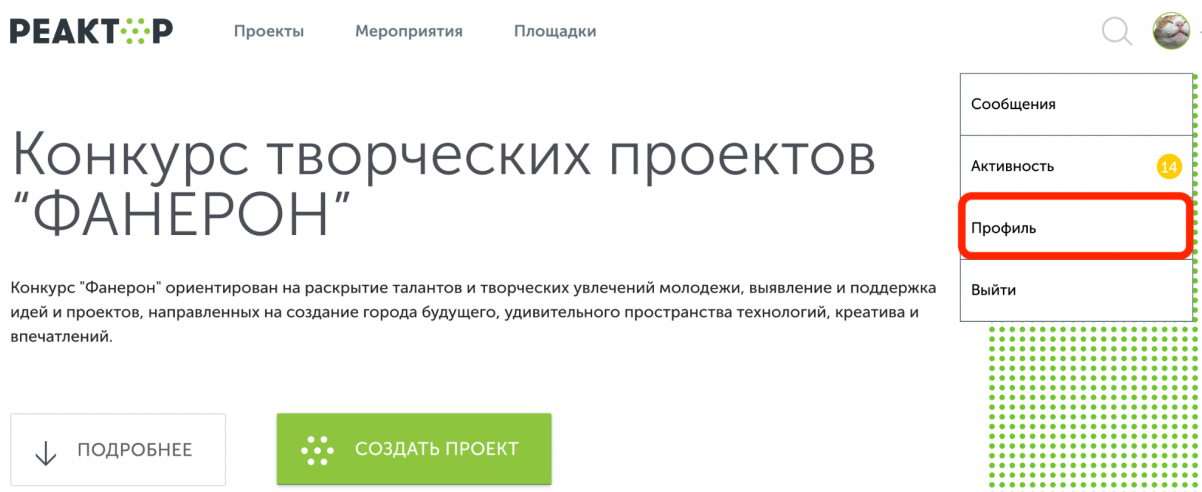 РЕАКТОР
Проекты
Мероприятия
Площадки
Сообщения
Активность
14
Профиль
Выйти
Конкурс творческих проектов
“ФАНЕРОН”
Конкурс "Фанерон" ориентирован на раскрытие талантов и творческих увлечений молодежи, выявление и поддержка
идей и проектов, направленных на создание города будущего, удивительного пространства технологий, креатива и
впечатлений.
ПОДРОБНЕЕ
СОЗДАТЬ ПРОЕКТ